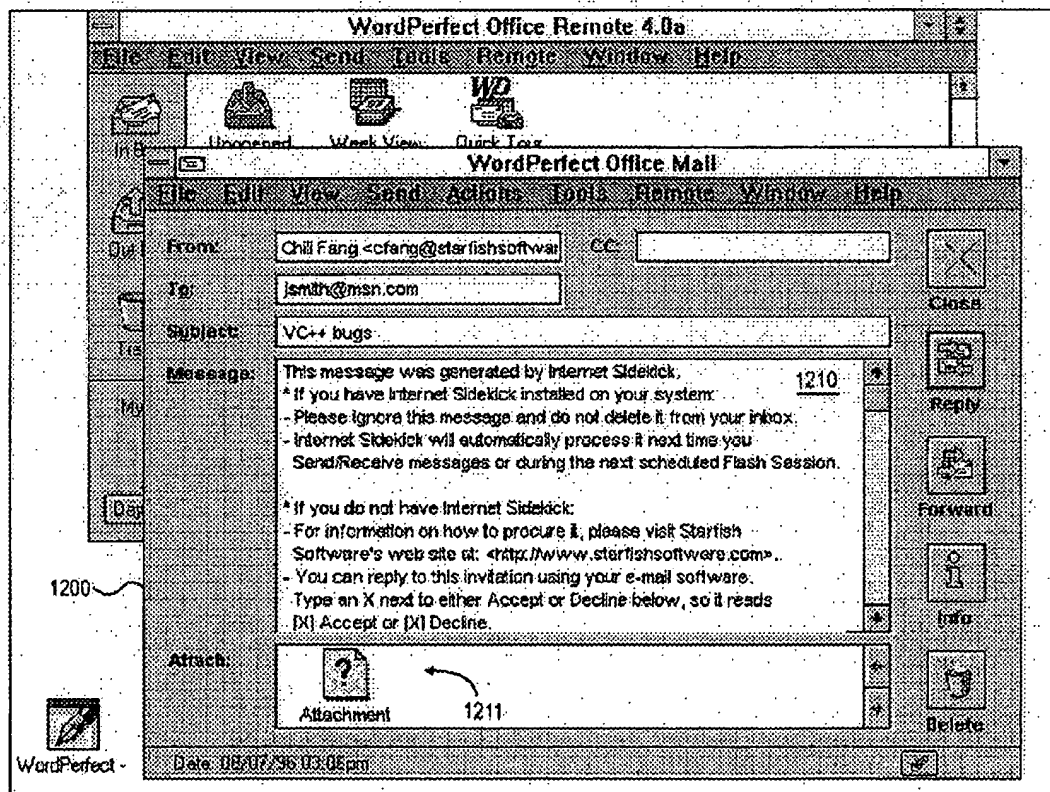 WordPerfect Office Remote 4.0a
File Edit View Send Tools Remote Window Help
WP
In B
Unopened Week View Quick Tour
WordPerfect Office Mail
File Edit View Send Actions Tools Remote Window Help
Out
From: Chili Fang <cfang@starfishsoftwar CC:
To: jsmith@msn.com
Close
Subject: VC++ bugs
Tra
Message: This message was generated by Internet Sidekick.
1210
* If you have Internet Sidekick installed on your system:
- Please ignore this message and do not delete it from your inbox.
- Internet Sidekick will automatically process it next time you
Send/Receive messages or during the next scheduled Flash Session.
My
Reply
* If you do not have Internet Sidekick:
- For information on how to procure it, please visit Starfish
Software's web site at: <http://www.starfishsoftware.com>.
- You can reply to this invitation using your e-mail software.
Type an X next to either Accept or Decline below, so it reads
[X] Accept or [X] Decline.
Day
Forward
1200
Info
Attach:
?
Attachment
1211
Delete
WordPerfect -
Date: 08/07/96 03:06pm